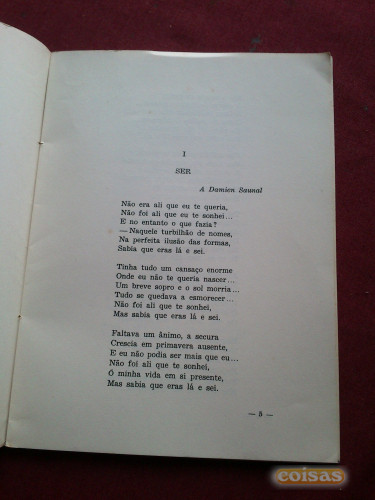 I
SER
A Damien Saunal
Não era ali que eu te queria,
Não foi ali que eu te sonhei...
E no entanto o que fazia?
— Naquele turbilhão de nomes,
Na perfeita ilusão das formas,
Sabia que eras lá e sei.
Tinha tudo um cansaço enorme
Onde eu não te queria nascer...
Um breve sopro e o sol morria...
Tudo se quedava a esmorecer...
Não foi ali que te sonhei,
Mas sabia que eras lá e sei.
Faltava um ânimo, a secura
Crescia em primavera ausente,
E eu não podia ser mais que eu...
Não foi ali que te sonhei,
Ó minha vida em si presente,
Mas sabia que eras lá e sei.
— 5 —
coisas